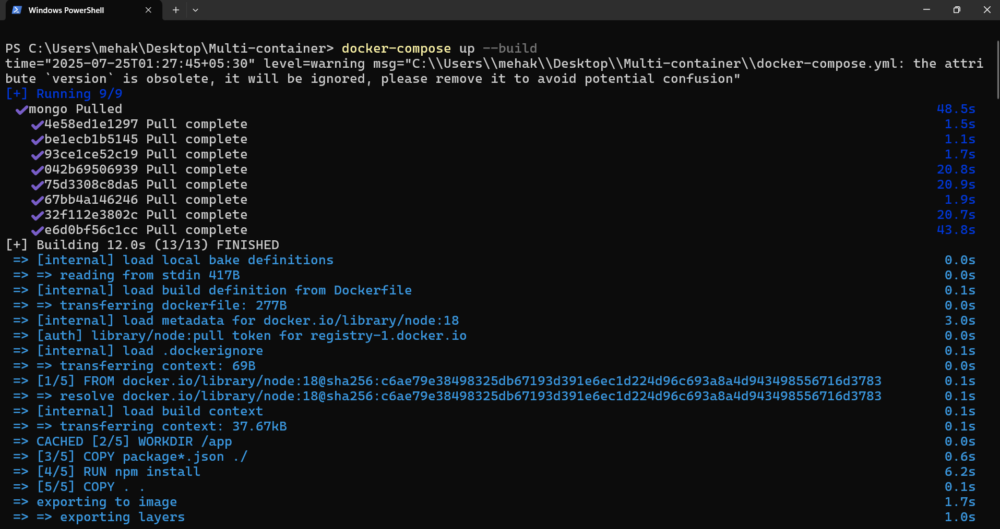 Windows PowerShell
PS C:\Users\mehak\Desktop\Multi-container> docker-compose up --build
time="2025-07-25T01:27:45+05:30" level=warning msg="C:\\Users\\mehak\\Desktop\\Multi-container\\docker-compose.yml: the attri
bute `version` is obsolete, it will be ignored, please remove it to avoid potential confusion"
[+] Running 9/9
✔mongo Pulled 48.5s
✔4e58ed1e1297 Pull complete 1.5s
✔be1ecb1b5145 Pull complete 1.1s
✔93ce1ce52c19 Pull complete 1.7s
✔042b69506939 Pull complete 20.8s
✔75d3308c8da5 Pull complete 20.9s
✔67bb4a146246 Pull complete 1.9s
✔32f112e3802c Pull complete 20.7s
✔e6d0bf56c1cc Pull complete 43.8s
[+] Building 12.0s (13/13) FINISHED
=> [internal] load local bake definitions 0.0s
=> => reading from stdin 417B 0.0s
=> [internal] load build definition from Dockerfile 0.1s
=> => transferring dockerfile: 277B 0.0s
=> [internal] load metadata for docker.io/library/node:18 3.0s
=> [auth] library/node:pull token for registry-1.docker.io 0.0s
=> [internal] load .dockerignore 0.1s
=> => transferring context: 69B 0.0s
=> [1/5] FROM docker.io/library/node:18@sha256:c6ae79e38498325db67193d391e6ec1d224d96c693a8a4d943498556716d3783 0.1s
=> => resolve docker.io/library/node:18@sha256:c6ae79e38498325db67193d391e6ec1d224d96c693a8a4d943498556716d3783 0.1s
=> [internal] load build context 0.1s
=> => transferring context: 37.67kB 0.1s
=> CACHED [2/5] WORKDIR /app 0.0s
=> [3/5] COPY package*.json ./ 0.6s
=> [4/5] RUN npm install 6.2s
=> [5/5] COPY . . 0.1s
=> exporting to image 1.7s
=> => exporting layers 1.0s